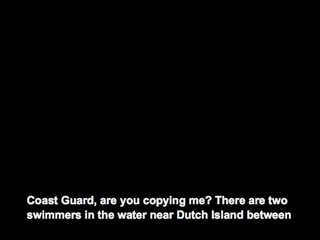 Coast Guard, are you copying me? There are two
swimmers in the water near Dutch Island between